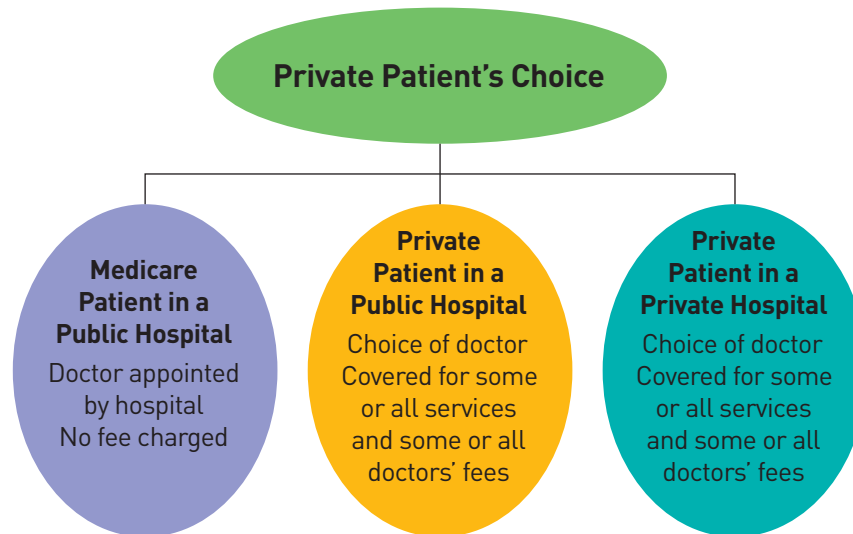 Private Patient’s Choice
Medicare
Patient in a
Public Hospital
Doctor appointed
by hospital
No fee charged
Private
Patient in a
Public Hospital
Choice of doctor
Covered for some
or all services
and some or all
doctors’ fees
Private
Patient in a
Private Hospital
Choice of doctor
Covered for some
or all services
and some or all
doctors’ fees